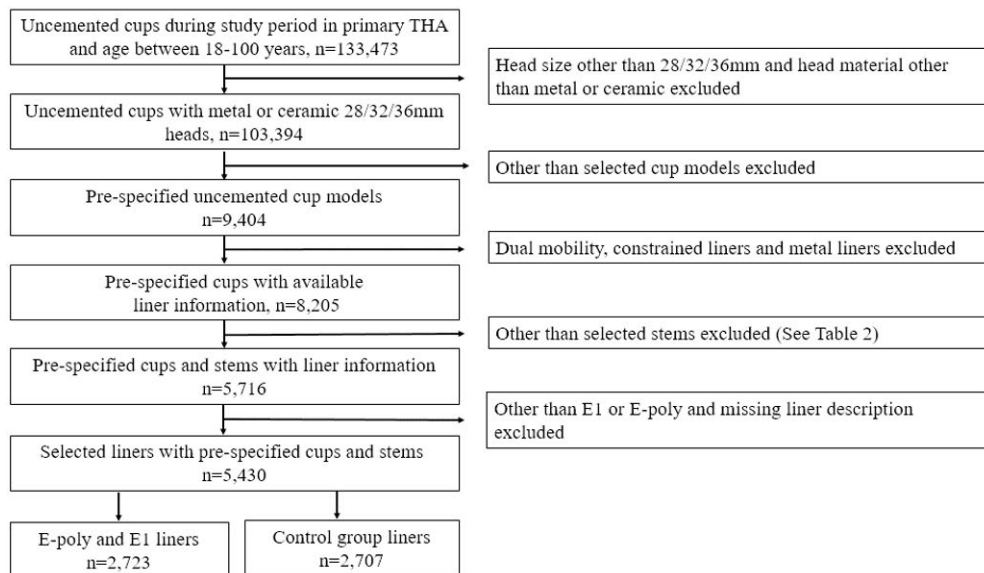 Uncemented cups during study period in primary THA
and age between 18-100 years, n=133,473
Head size other than 28/32/36mm and head material other
than metal or ceramic excluded
Uncemented cups with metal or ceramic 28/32/36mm
heads, n=103,394
Other than selected cup models excluded
Pre-specified uncemented cup models
n=9,404
Dual mobility, constrained liners and metal liners excluded
Pre-specified cups with available
liner information, n=8,205
Other than selected stems excluded (See Table 2)
Pre-specified cups and stems with liner information
n=5,716
Other than E1 or E-poly and missing liner description
excluded
Selected liners with pre-specified cups and stems
n=5,430
E-poly and E1 liners
n=2,723
Control group liners
n=2,707